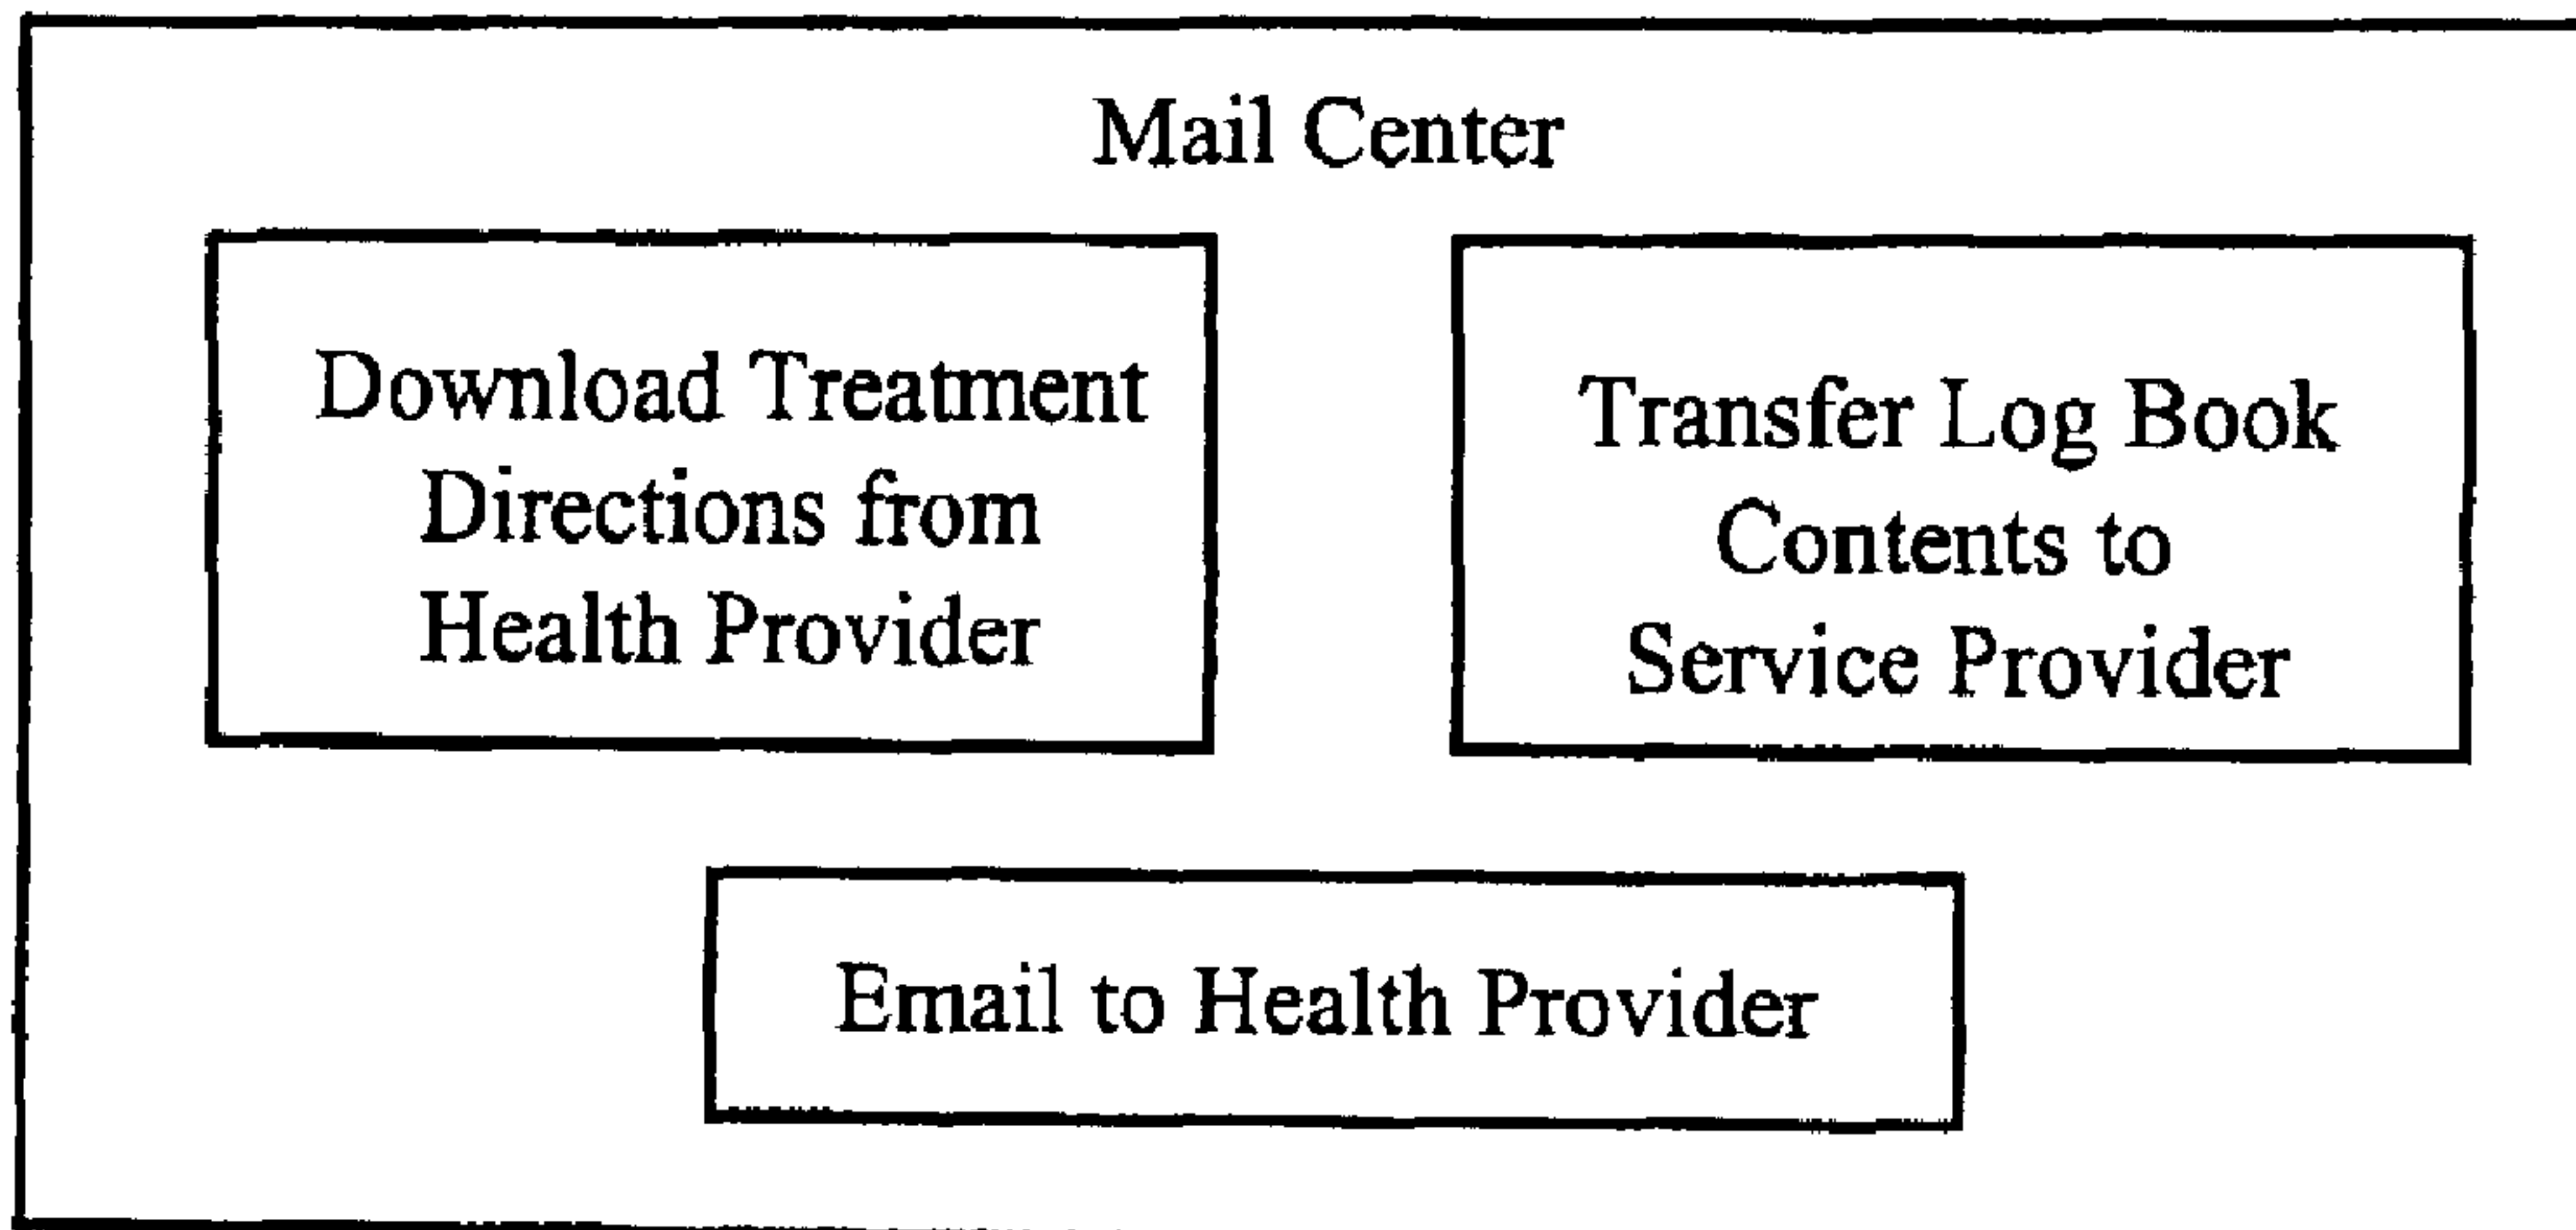 Mail Center
Download Treatment
Directions from
Health Provider
Transfer Log Book
Contents to
Service Provider
Email to Health Provider